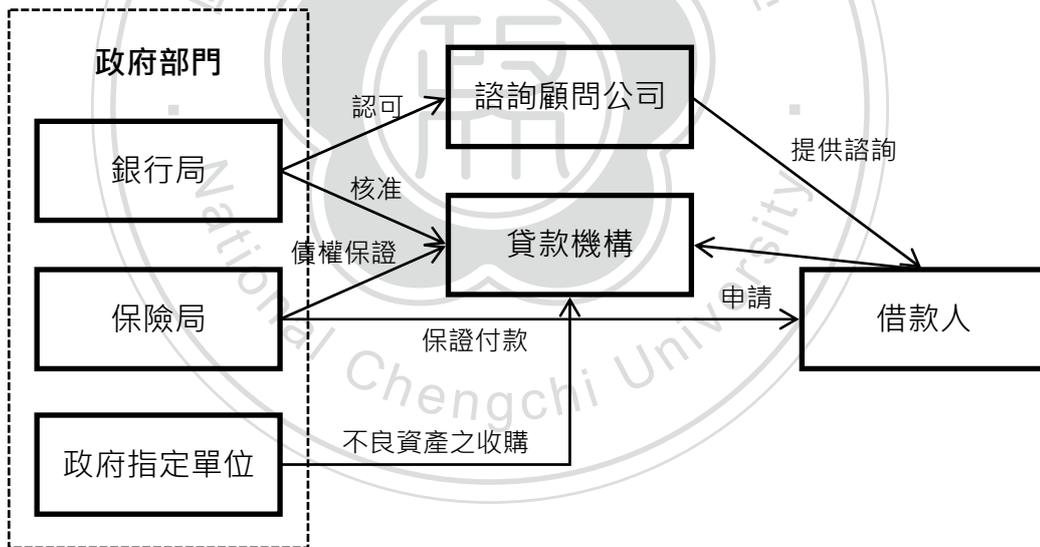 政府部門
諮詢顧問公司
認可
提供諮詢
銀行局
核准
貸款機構
債權保證
申請
保險局
借款人
保證付款
不良資產之收購
政府指定單位
National Chengchi University